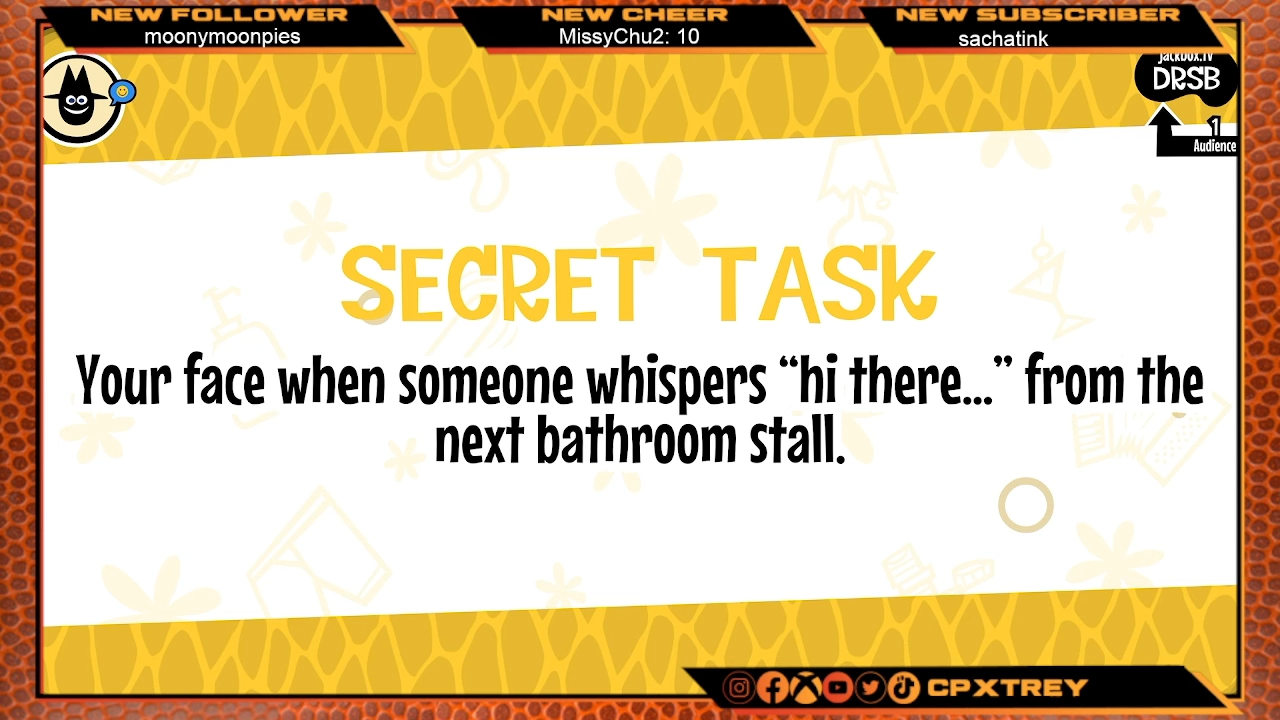 NEW FOLLOWER
moonymoonpies
NEW CHEER
MissyChu2: 10
NEW SUBSCRIBER
sachatink
jackbox.tv
DRSB
1
Audience
SECRET TASK
Your face when someone whispers “hi there...” from the
next bathroom stall.
CPXTREY